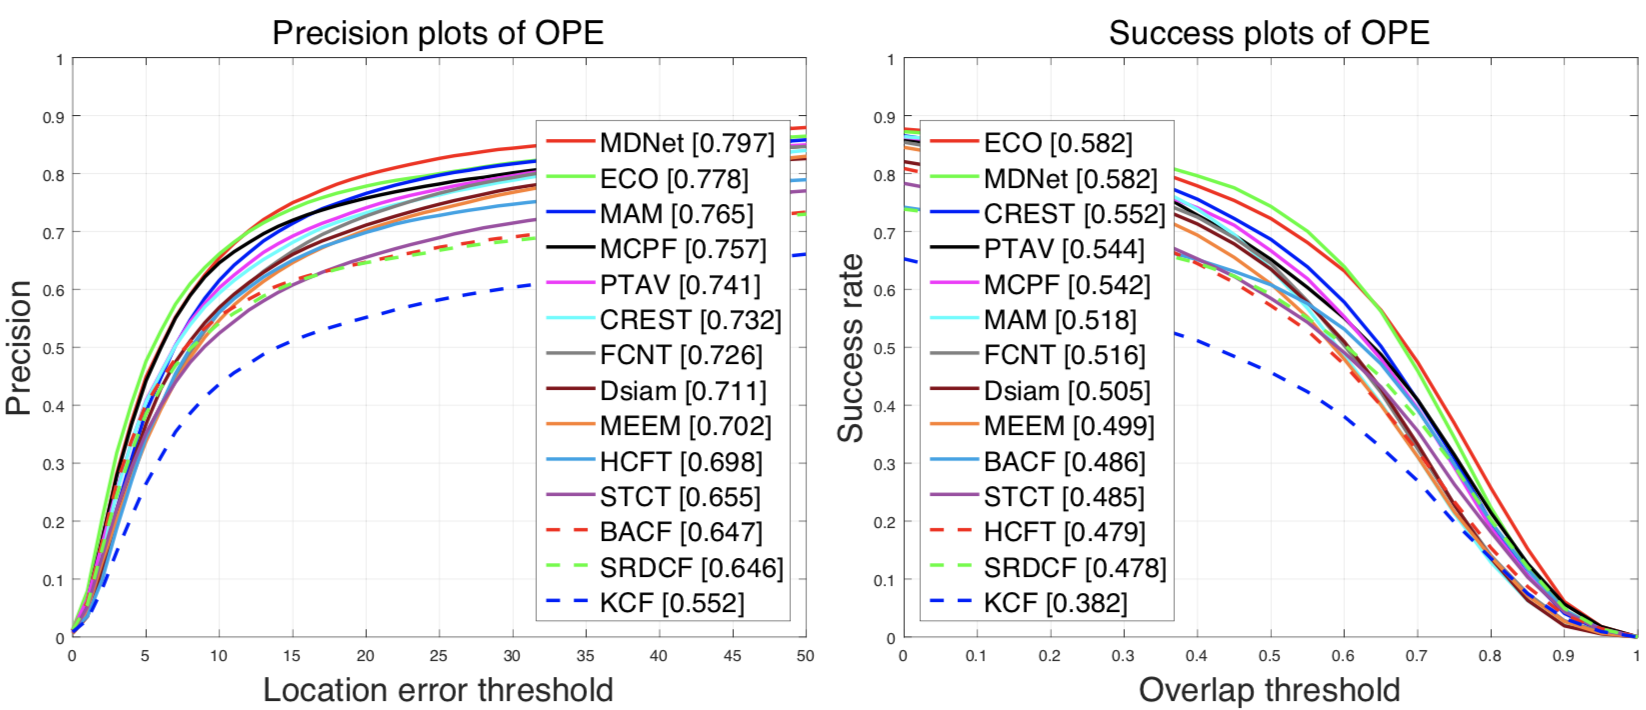 Precision plots of OPE
Precision
1
0.9
0.8
0.7
0.6
0.5
0.4
0.3
0.2
0.1
0
MDNet [0.797]
ECO [0.778]
MAM [0.765]
MCPF [0.757]
PTAV [0.741]
CREST [0.732]
FCNT [0.726]
Dsiam [0.711]
MEEM [0.702]
HCFT [0.698]
STCT [0.655]
BACF [0.647]
SRDCF [0.646]
KCF [0.552]
0 5 10 15 20 25 30 35 40 45 50
Location error threshold
Success plots of OPE
Success rate
1
0.9
0.8
0.7
0.6
0.5
0.4
0.3
0.2
0.1
0
ECO [0.582]
MDNet [0.582]
CREST [0.552]
PTAV [0.544]
MCPF [0.542]
MAM [0.518]
FCNT [0.516]
Dsiam [0.505]
MEEM [0.499]
BACF [0.486]
STCT [0.485]
HCFT [0.479]
SRDCF [0.478]
KCF [0.382]
0 0.1 0.2 0.3 0.4 0.5 0.6 0.7 0.8 0.9 1
Overlap threshold